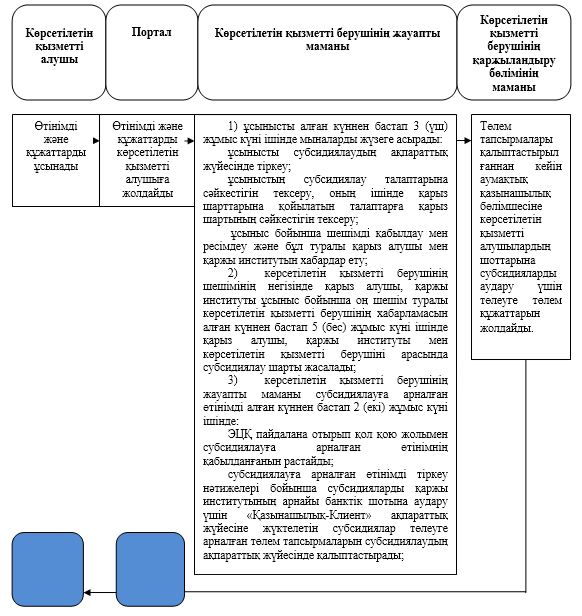 Көрсетілетін
қызметті
алушы
Портал
Көрсетілетін қызметті берушінің жауапты
маманы
Көрсетілетін
қызметті
берушінің
қаржыландыру
бөлімінің
маманы
Өтінімді
және
құжаттарды
ұсынады
Өтінімді және
құжаттарды
көрсетілетін
қызметті
алушыға
жолдайды
1) ұсынысты алған күннен бастап 3 (үш)
жұмыс күні ішінде мыналарды жүзеге асырады:
ұсынысты субсидиялаудың ақпараттық
жүйесінде тіркеу;
ұсыныстың субсидиялау талаптарына
сәйкестігін тексеру, оның ішінде қарыз
шарттарына қойылатын талаптарға қарыз
шартының сәйкестігін тексеру;
ұсыныс бойынша шешімді қабылдау мен
ресімдеу және бұл туралы қарыз алушы мен
қаржы институтын хабардар ету;
2) көрсетілетін қызметті берушінің
шешімінің негізінде қарыз алушы, қаржы
институты ұсыныс бойынша оң шешім туралы
көрсетілетін қызметті берушінің хабарламасын
алған күннен бастап 5 (бес) жұмыс күні ішінде
қарыз алушы, қаржы институты мен
көрсетілетін қызметті беруші арасында
субсидиялау шарты жасалады;
3) көрсетілетін қызметті берушінің
жауапты маманы субсидиялауға арналған
өтінімді алған күннен бастап 2 (екі) жұмыс күні
ішінде:
ЭЦҚ пайдалана отырып қол қою жолымен
субсидиялауға арналған өтінімнің
қабылданғанын растайды;
субсидиялауға арналған өтінімді тіркеу
нәтижелері бойынша субсидияларды қаржы
институтының арнайы банктік шотына аудару
үшін «Қазынашылық-Клиент» ақпараттық
жүйесіне жүктелетін субсидиялар төлеуге
арналған төлем тапсырмаларын субсидиялаудың
ақпараттық жүйесінде қалыптастырады;
Төлем
тапсырмалары
қалыптастырыл
ғаннан кейін
аумақтық
қазынашылық
бөлімшесіне
көрсетілетін
қызметті
алушылардың
шоттарына
субсидияларды
аудару үшін
төлеуге төлем
құжаттарын
жолдайды.